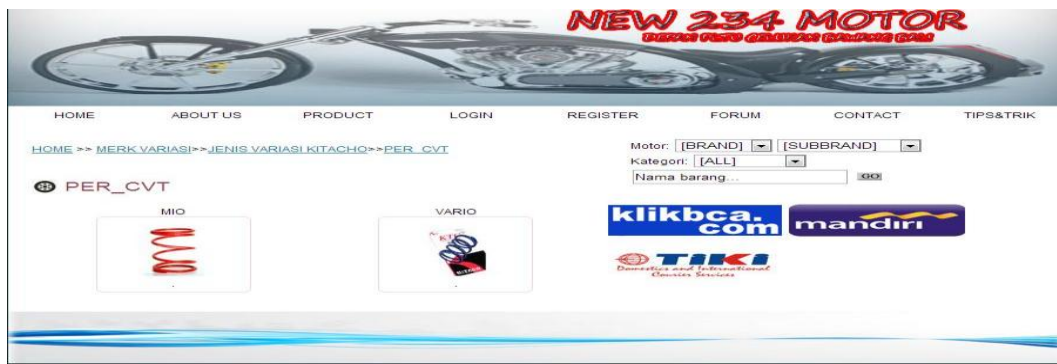 NEW 234 MOTOR
HOME ABOUT US PRODUCT LOGIN REGISTER FORUM CONTACT TIPS&TRIK
HOME >> MERK VARIASI>>JENIS VARIASI KITACHO>>PER_CVT
Motor: [BRAND] [SUBBRAND]
Kategori: [ALL]
Nama barang... GO
PER_CVT
MIO VARIO
klikbca.com
mandiri
TIKI
Domestics and International
Courier Services